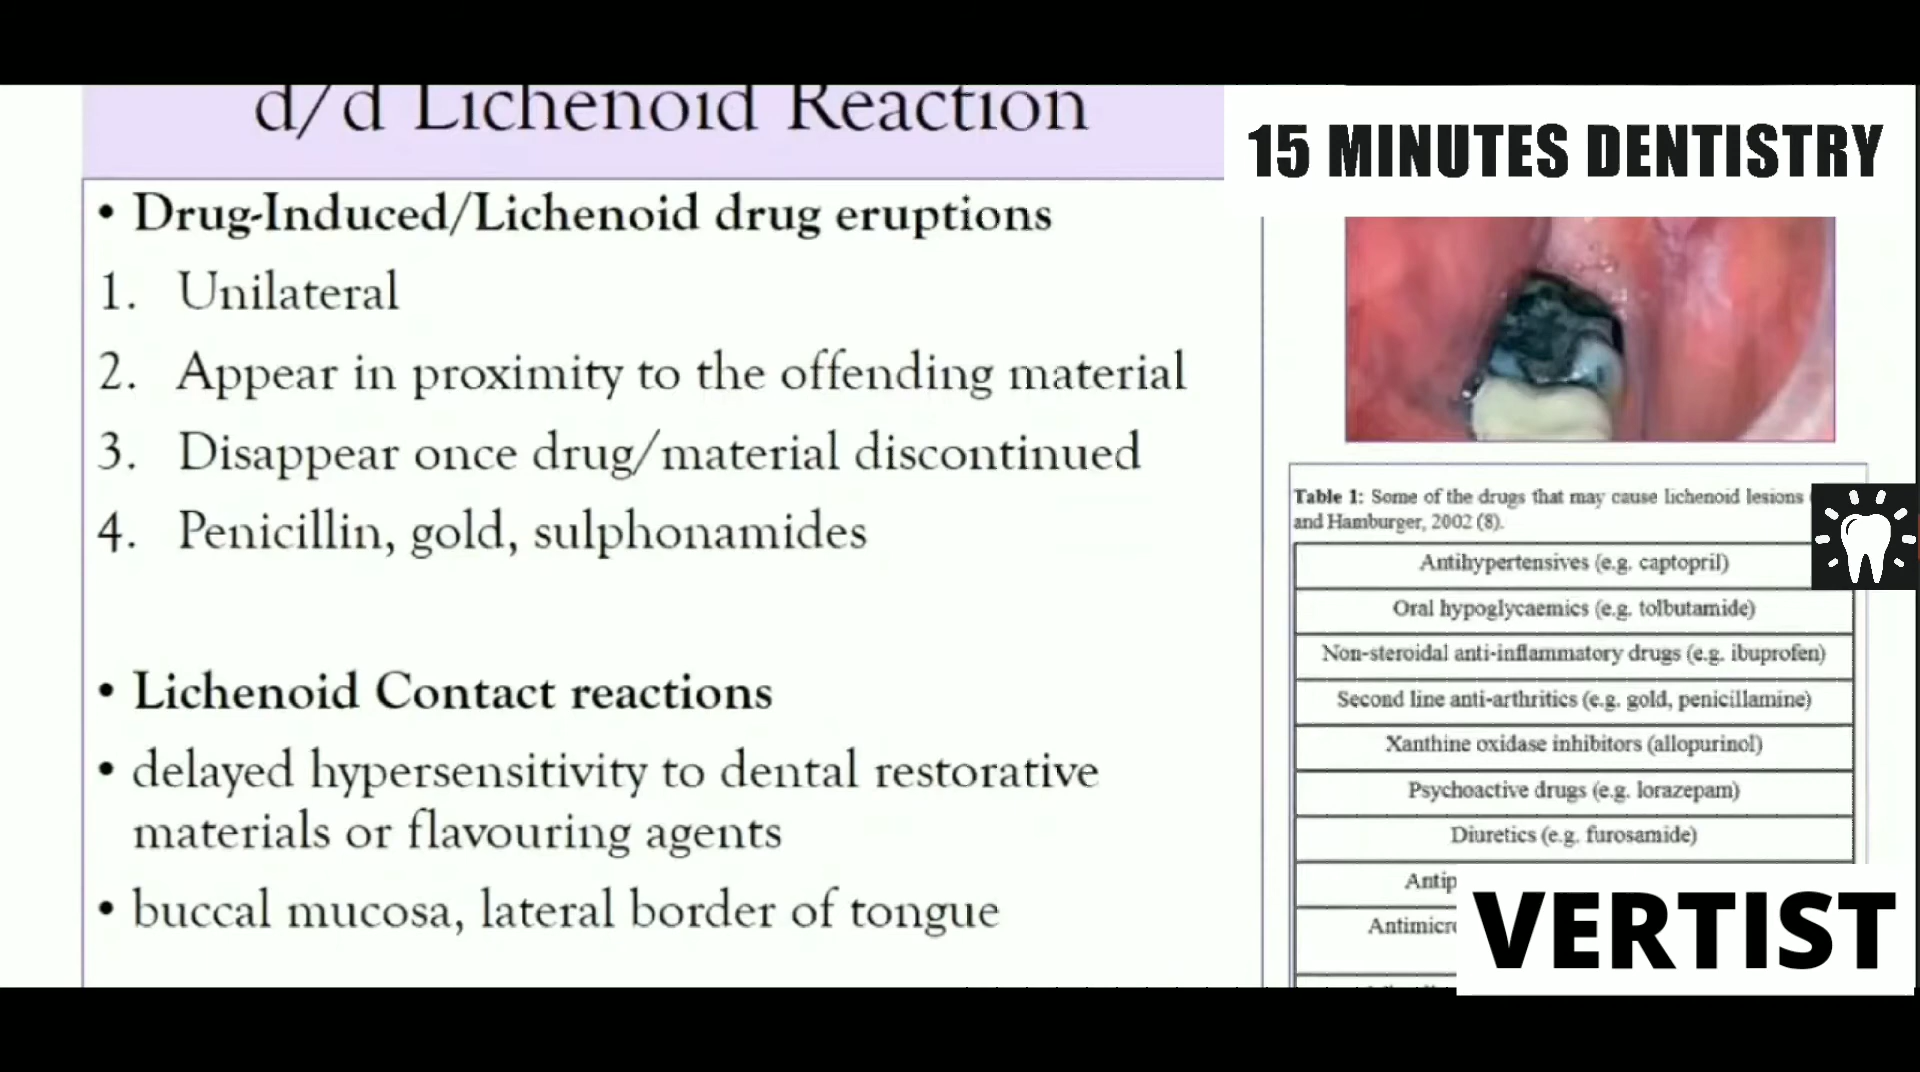 d/d Lichenoid Reaction
15 MINUTES DENTISTRY
• Drug-Induced/Lichenoid drug eruptions
1. Unilateral
2. Appear in proximity to the offending material
3. Disappear once drug/material discontinued
4. Penicillin, gold, sulphonamides
• Lichenoid Contact reactions
• delayed hypersensitivity to dental restorative
materials or flavouring agents
• buccal mucosa, lateral border of tongue
Table 1: Some of the drugs that may cause lichenoid lesions
and Hamburger, 2002 (8).
Antihypertensives (e.g. captopril)
Oral hypoglycaemics (e.g. tolbutamide)
Non-steroidal anti-inflammatory drugs (e.g. ibuprofen)
Second line anti-arthritics (e.g. gold, penicillamine)
Xanthine oxidase inhibitors (allopurinol)
Psychoactive drugs (e.g. lorazepam)
Diuretics (e.g. furosamide)
VERTIST